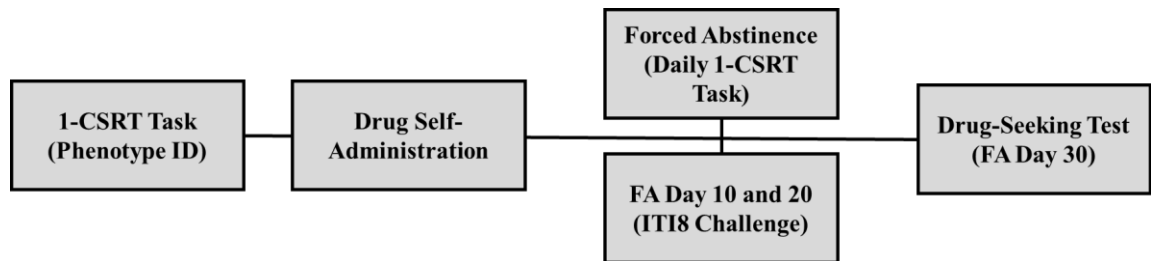 1-CSRT Task
(Phenotype ID)
Drug Self-
Administration
Forced Abstinence
(Daily 1-CSRT
Task)
FA Day 10 and 20
(ITI8 Challenge)
Drug-Seeking Test
(FA Day 30)